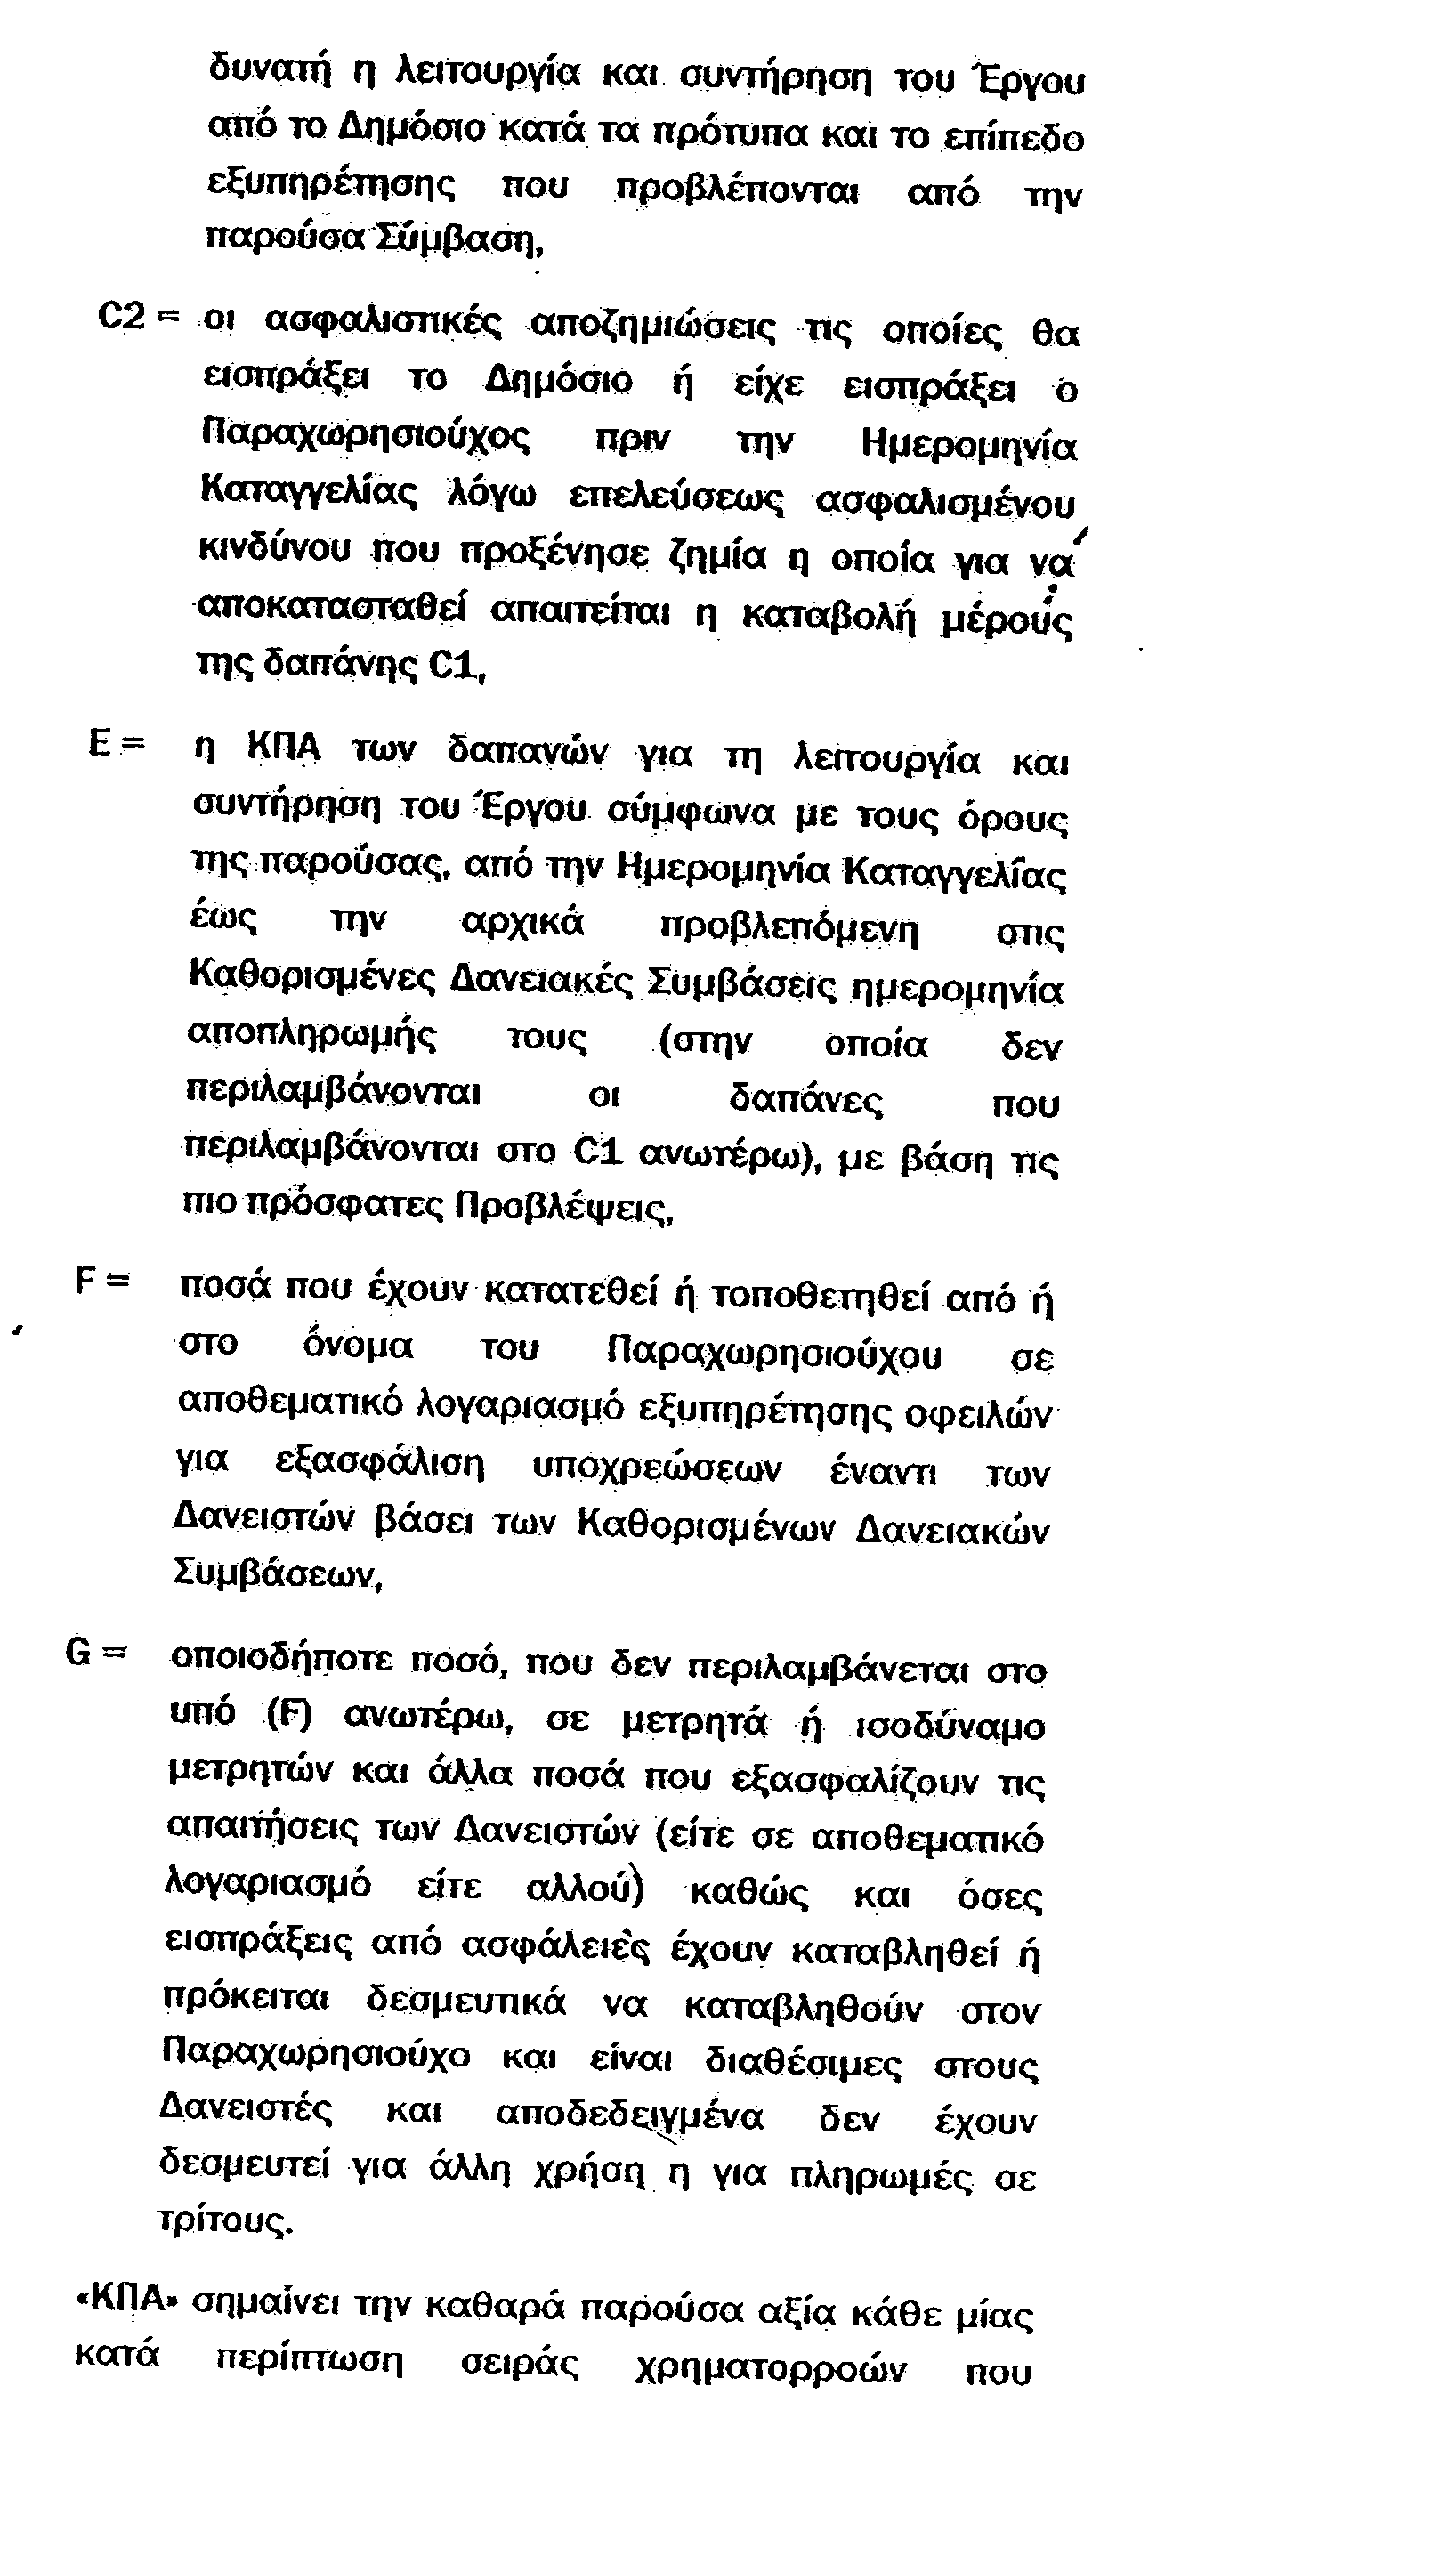 δυνατή η λειτουργία και συντήρηση του Έργου
από το Δημόσιο κατά τα πρότυπα και το επίπεδο
εξυπηρέτησης που προβλέπονται από την
παρούσα Σύμβαση,
C2 = οι ασφαλιστικές αποζημιώσεις τις οποίες θα
εισπράξει το Δημόσιο ή είχε εισπράξει ο
Παραχωρησιούχος πριν την Ημερομηνία
Καταγγελίας λόγω επελεύσεως ασφαλισμένου
κινδύνου που προξένησε ζημία η οποία για να
αποκατασταθεί απαιτείται η καταβολή μέρους
της δαπάνης C1,
E = η ΚΠΑ των δαπανών για τη λειτουργία και
συντήρηση του Έργου σύμφωνα με τους όρους
της παρούσας, από την Ημερομηνία Καταγγελίας
έως την αρχικά προβλεπόμενη στις
Καθορισμένες Δανειακές Συμβάσεις ημερομηνία
αποπληρωμής τους (στην οποία δεν
περιλαμβάνονται οι δαπάνες που
περιλαμβάνονται στο C1 ανωτέρω), με βάση τις
πιο πρόσφατες Προβλέψεις,
F = ποσά που έχουν κατατεθεί ή τοποθετηθεί από ή
στο όνομα του Παραχωρησιούχου σε
αποθεματικό λογαριασμό εξυπηρέτησης οφειλών
για εξασφάλιση υποχρεώσεων έναντι των
Δανειστών βάσει των Καθορισμένων Δανειακών
Συμβάσεων,
G = οποιοδήποτε ποσό, που δεν περιλαμβάνεται στο
υπό (F) ανωτέρω, σε μετρητά ή ισοδύναμο
μετρητών και άλλα ποσά που εξασφαλίζουν τις
απαιτήσεις των Δανειστών (είτε σε αποθεματικό
λογαριασμό είτε αλλού) καθώς και όσες
εισπράξεις από ασφάλειες έχουν καταβληθεί ή
πρόκειται δεσμευτικά να καταβληθούν στον
Παραχωρησιούχο και είναι διαθέσιμες στους
Δανειστές και αποδεδειγμένα δεν έχουν
δεσμευτεί για άλλη χρήση η για πληρωμές σε
τρίτους.
«ΚΠΑ» σημαίνει την καθαρά παρούσα αξία κάθε μίας
κατά περίπτωση σειράς χρηματορροών που